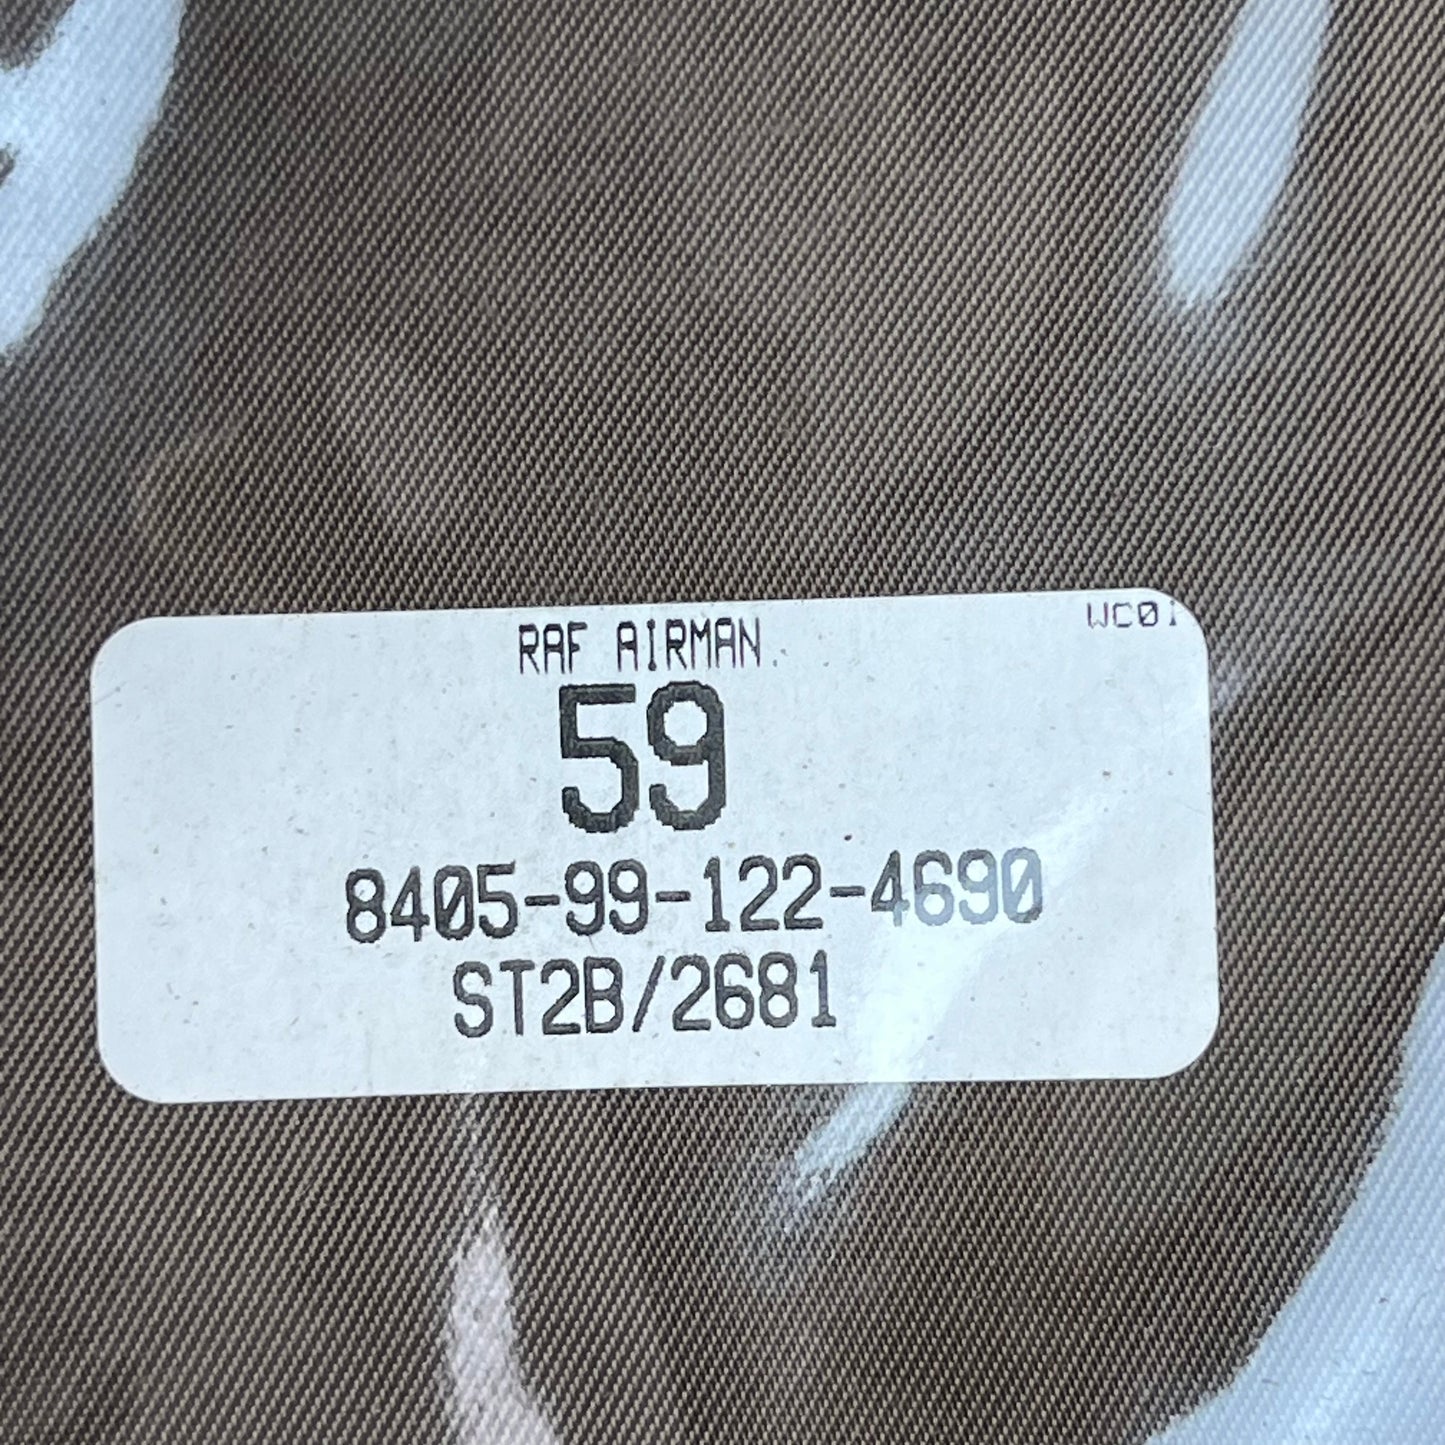 WC01
RAF AIRMAN.
59
8405-99-122-4690
ST2B/2681